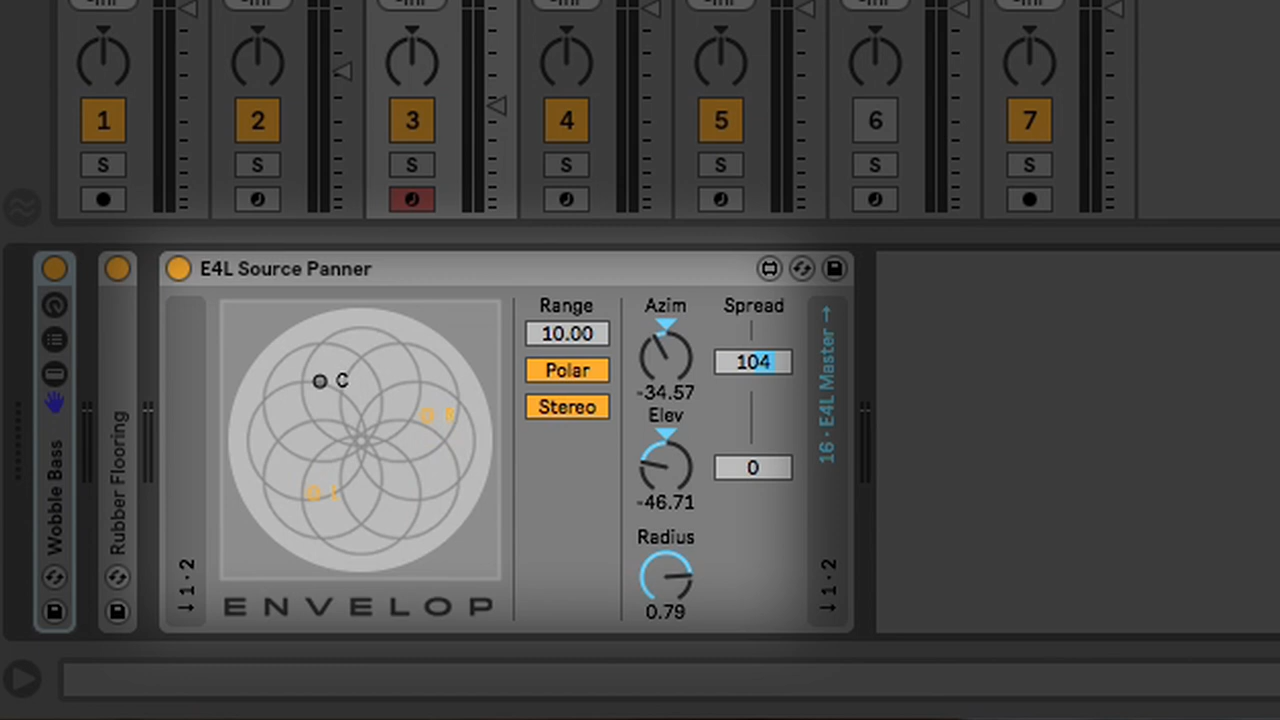 1 2 3 4 5 6 7
S S S S S S S
E4L Source Panner
Wobble Bass
Rubber Flooring
1 · 2
C
R
L
ENVELOP
Range
10.00
Polar
Stereo
Azim
-34.57
Elev
-46.71
Radius
0.79
Spread
104
0
16 · E4L Master →
1 · 2